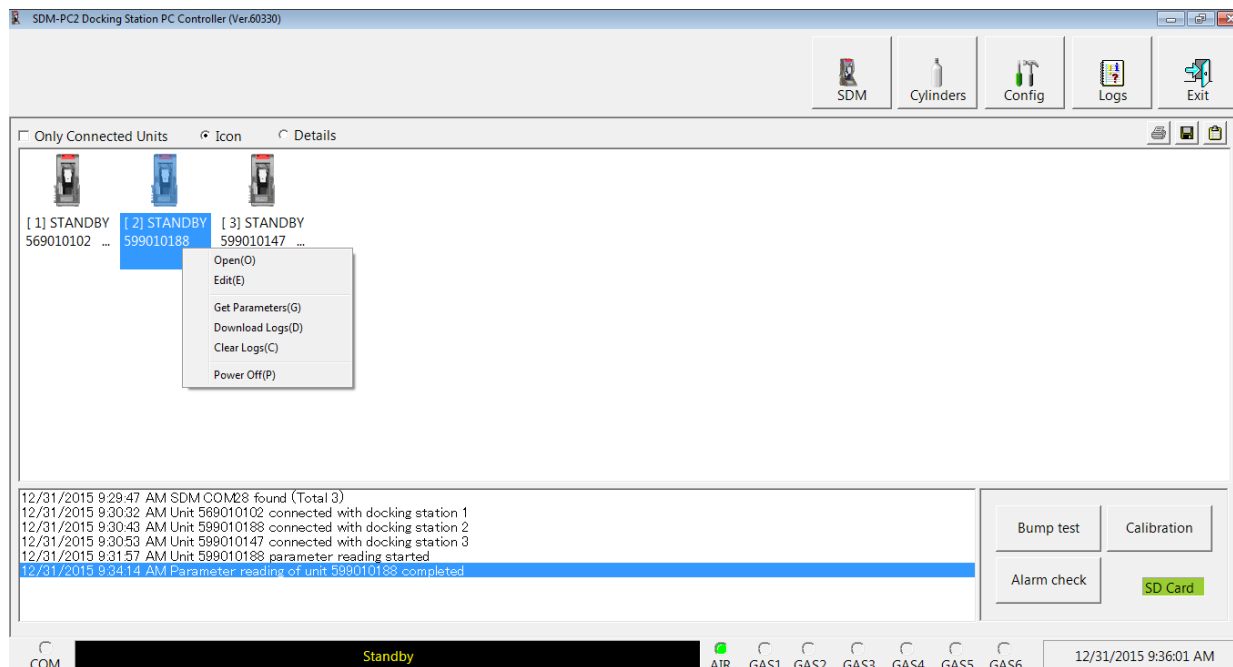 SDM-PC2 Docking Station PC Controller (Ver.60330)
SDM Cylinders Config Logs Exit
Only Connected Units Icon Details
[ 1] STANDBY [ 2] STANDBY [ 3] STANDBY
569010102 ... 599010188 599010147 ...
Open(O)
Edit(E)
Get Parameters(G)
Download Logs(D)
Clear Logs(C)
Power Off(P)
12/31/2015 9:29:47 AM SDM COM28 found (Total 3)
12/31/2015 9:30:32 AM Unit 569010102 connected with docking station 1
12/31/2015 9:30:43 AM Unit 599010188 connected with docking station 2
12/31/2015 9:30:53 AM Unit 599010147 connected with docking station 3
12/31/2015 9:31:57 AM Unit 599010188 parameter reading started
12/31/2015 9:34:14 AM Parameter reading of unit 599010188 completed
Bump test Calibration
Alarm check SD Card
COM Standby AIR GAS1 GAS2 GAS3 GAS4 GAS5 GAS6 12/31/2015 9:36:01 AM